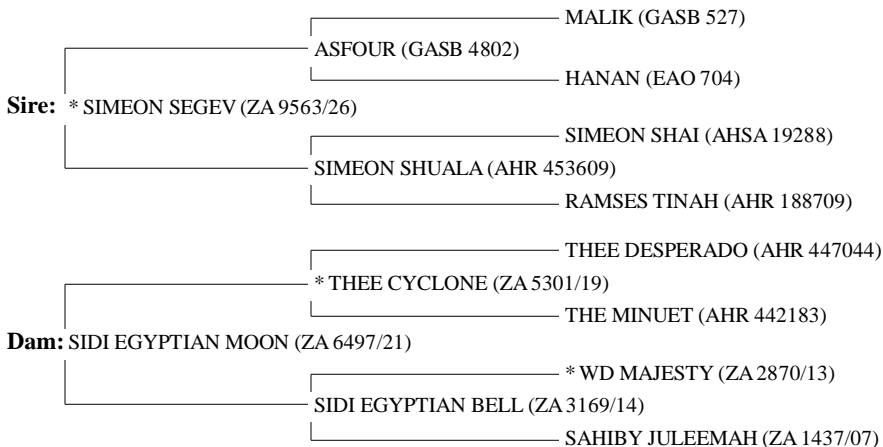 MALIK (GASB 527)
ASFOUR (GASB 4802)
HANAN (EAO 704)
Sire: * SIMEON SEGEV (ZA 9563/26)
SIMEON SHAI (AHSA 19288)
SIMEON SHUALA (AHR 453609)
RAMSES TINAH (AHR 188709)
THEE DESPERADO (AHR 447044)
* THEE CYCLONE (ZA 5301/19)
THE MINUET (AHR 442183)
Dam: SIDI EGYPTIAN MOON (ZA 6497/21)
* WD MAJESTY (ZA 2870/13)
SIDI EGYPTIAN BELL (ZA 3169/14)
SAHIBY JULEEMAH (ZA 1437/07)